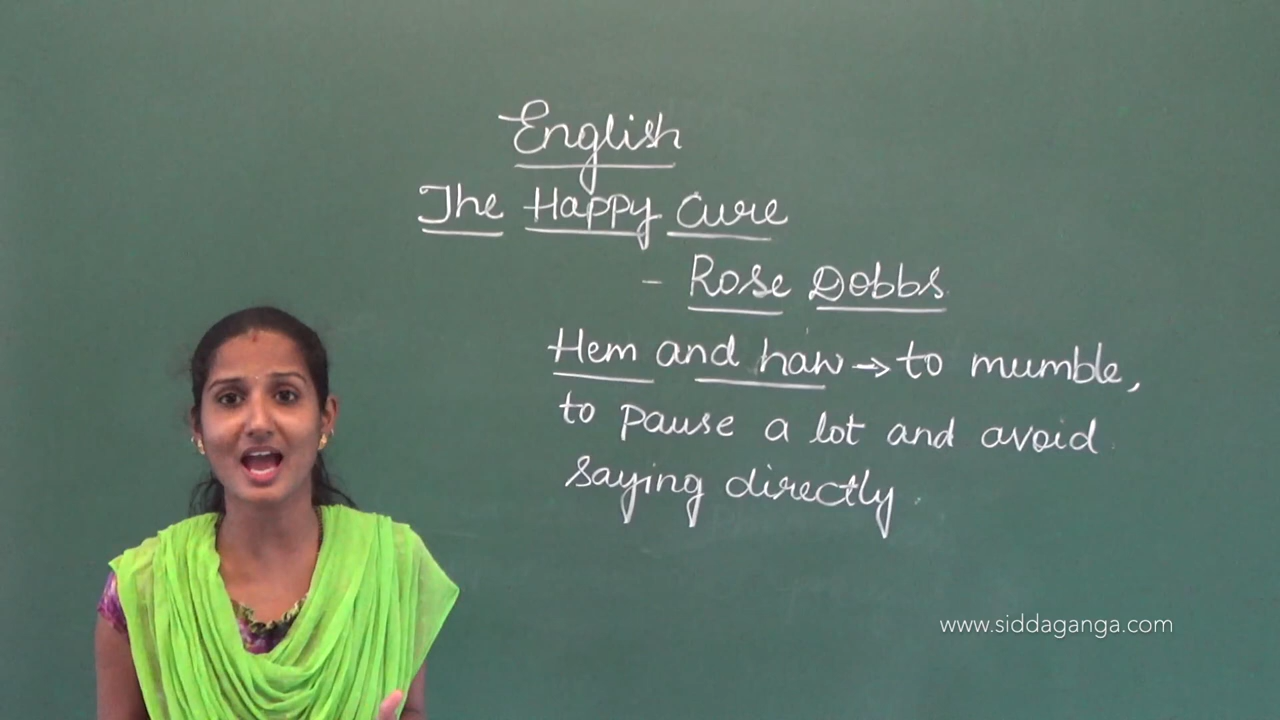 English
The Happy Cure
- Rose Dobbs
Hem and haw → to mumble,
to pause a lot and avoid
saying directly.
www.siddaganga.com